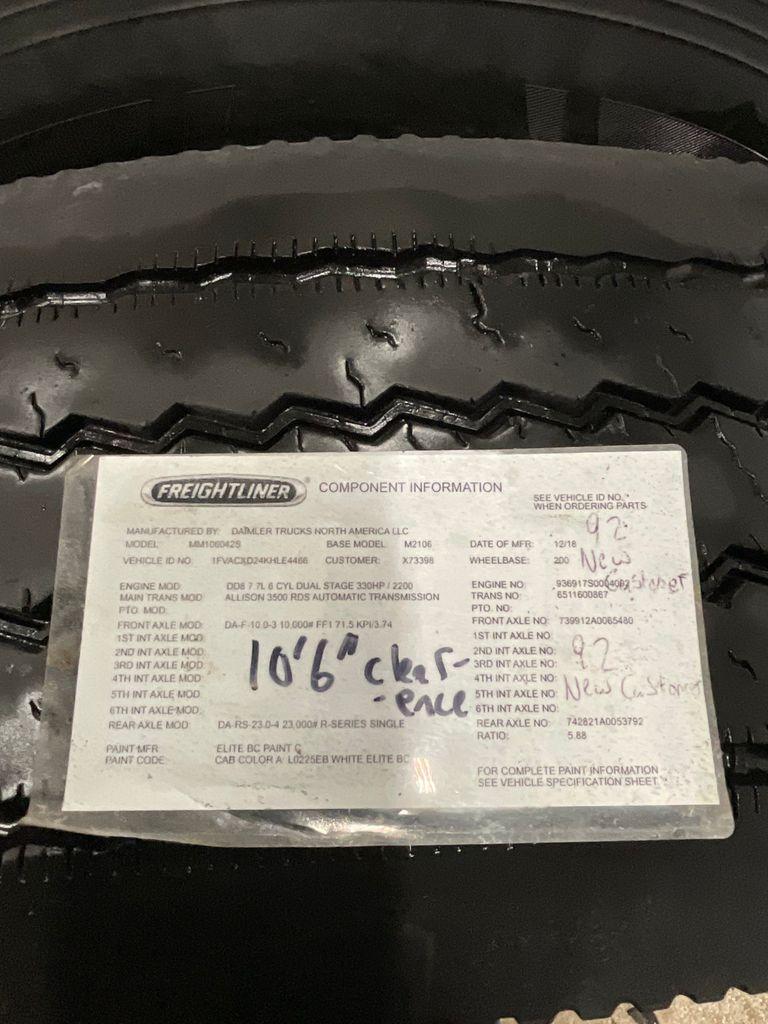 FREIGHTLINER COMPONENT INFORMATION
SEE VEHICLE ID NO.
WHEN ORDERING PARTS
MANUFACTURED BY: DAIMLER TRUCKS NORTH AMERICA LLC
92
MODEL: MM106042S BASE MODEL: M2106 DATE OF MFR: 12/18
VEHICLE ID NO: 1FVACXD24KHLE4466 CUSTOMER: X73398 WHEELBASE: 200
New Customer
ENGINE MOD: DD8 7.7L 6 CYL DUAL STAGE 330HP / 2200 ENGINE NO:
MAIN TRANS MOD: ALLISON 3500 RDS AUTOMATIC TRANSMISSION TRANS NO: 6511600867
PTO MOD: PTO. NO:
FRONT AXLE MOD: DA-F-10.0-3 10,000# FF1 71.5 KPI/3.74 FRONT AXLE NO: 739912A0065480
1ST INT AXLE MOD: 1ST INT AXLE NO:
2ND INT AXLE MOD: 2ND INT AXLE NO:
3RD INT AXLE MOD: 3RD INT AXLE NO:
4TH INT AXLE MOD: 4TH INT AXLE NO:
5TH INT AXLE MOD: 5TH INT AXLE NO:
6TH INT AXLE MOD: 6TH INT AXLE NO:
10'6" clear-
-ence
92
New Customer
REAR AXLE MOD: DA-RS-23.0-4 23,000# R-SERIES SINGLE REAR AXLE NO: 742821A0053792
RATIO: 5.88
PAINT MFR: ELITE BC PAINT C
PAINT CODE: CAB COLOR A: L0225EB WHITE ELITE BC
FOR COMPLETE PAINT INFORMATION
SEE VEHICLE SPECIFICATION SHEET